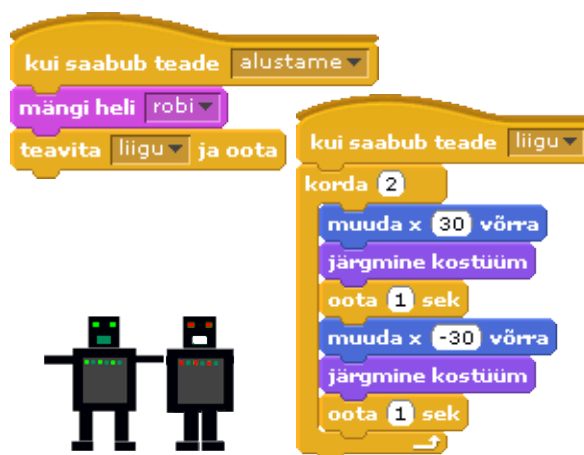 kui saabub teade alustame
mängi heli robi
teavita liigu ja oota
kui saabub teade liigu
korda 2
muuda x 30 võrra
järgmine kostüüm
oota 1 sek
muuda x -30 võrra
järgmine kostüüm
oota 1 sek